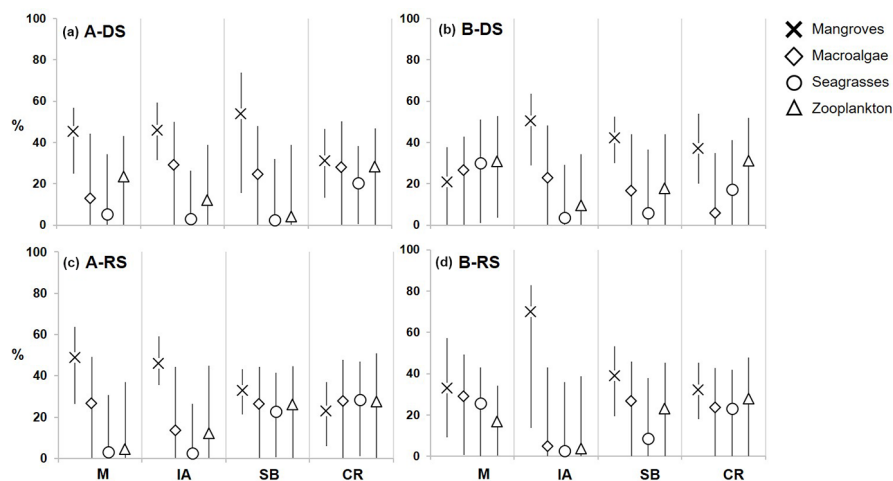 (a) A-DS
100
80
60
%
40
20
0
(b) B-DS
100
80
60
40
20
0
Mangroves
Macroalgae
Seagrasses
Zooplankton
(c) A-RS
100
80
60
%
40
20
0
M IA SB CR
(d) B-RS
100
80
60
40
20
0
M IA SB CR